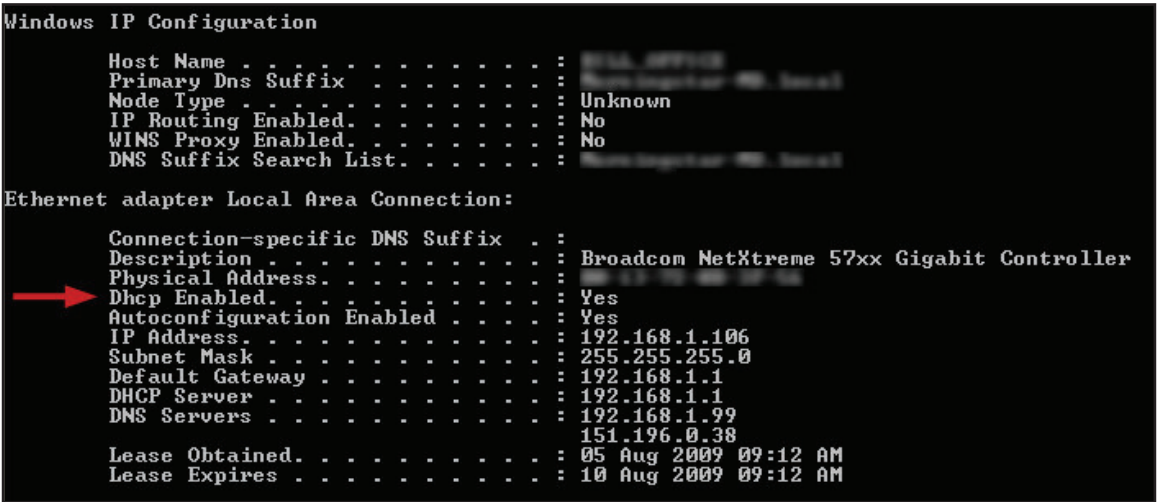 Windows IP Configuration
Host Name . . . . . . . . . . . . :
Primary Dns Suffix . . . . . . . :
Node Type . . . . . . . . . . . . : Unknown
IP Routing Enabled. . . . . . . . : No
WINS Proxy Enabled. . . . . . . . : No
DNS Suffix Search List. . . . . . :
Ethernet adapter Local Area Connection:
Connection-specific DNS Suffix . :
Description . . . . . . . . . . . : Broadcom NetXtreme 57xx Gigabit Controller
Physical Address. . . . . . . . . :
Dhcp Enabled. . . . . . . . . . . : Yes
Autoconfiguration Enabled . . . . : Yes
IP Address. . . . . . . . . . . . : 192.168.1.106
Subnet Mask . . . . . . . . . . . : 255.255.255.0
Default Gateway . . . . . . . . . : 192.168.1.1
DHCP Server . . . . . . . . . . . : 192.168.1.1
DNS Servers . . . . . . . . . . . : 192.168.1.99
151.196.0.38
Lease Obtained. . . . . . . . . . : 05 Aug 2009 09:12 AM
Lease Expires . . . . . . . . . . : 10 Aug 2009 09:12 AM